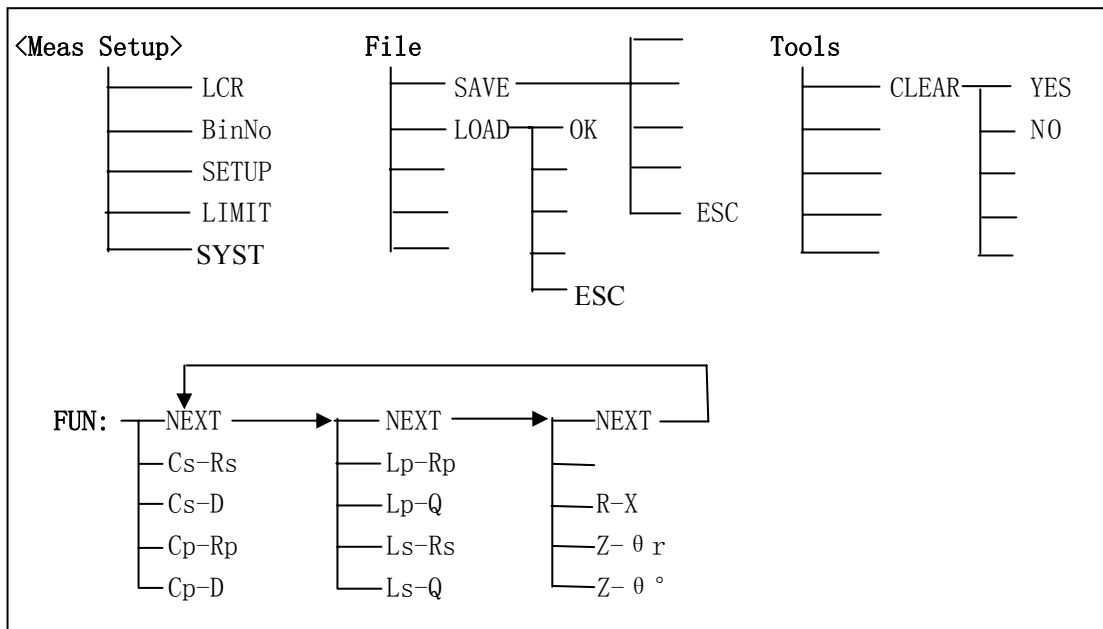 <Meas Setup>
LCR
BinNo
SETUP
LIMIT
SYST
File
SAVE
LOAD
OK
ESC
ESC
Tools
CLEAR
YES
NO
FUN:
NEXT
Cs-Rs
Cs-D
Cp-Rp
Cp-D
NEXT
Lp-Rp
Lp-Q
Ls-Rs
Ls-Q
NEXT
R-X
Z-θr
Z-θ°